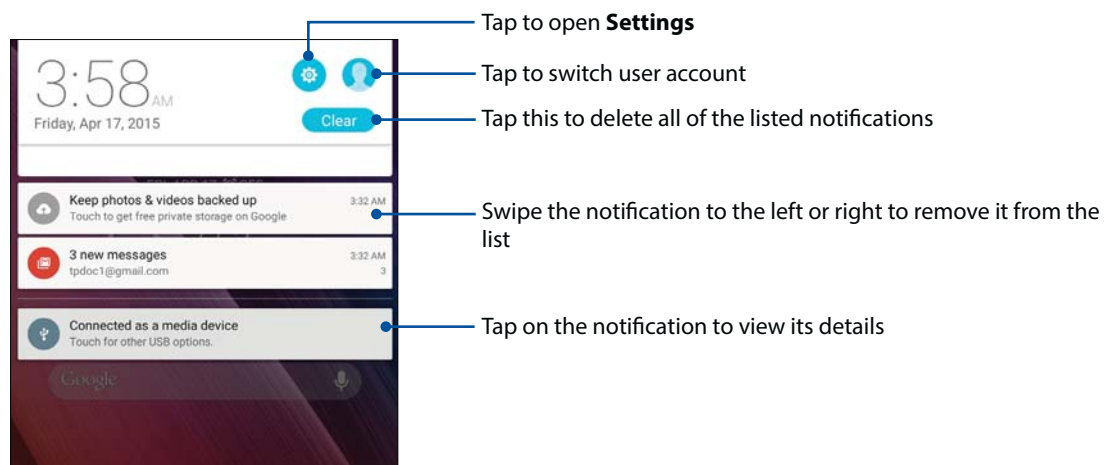 Tap to open Settings
Tap to switch user account
Tap this to delete all of the listed notifications
Swipe the notification to the left or right to remove it from the
list
Tap on the notification to view its details
3:58 AM
Friday, Apr 17, 2015
Clear
Keep photos & videos backed up 3:32 AM
Touch to get free private storage on Google
3 new messages 3:32 AM
tpdoc1@gmail.com 3
Connected as a media device
Touch for other USB options.
Google